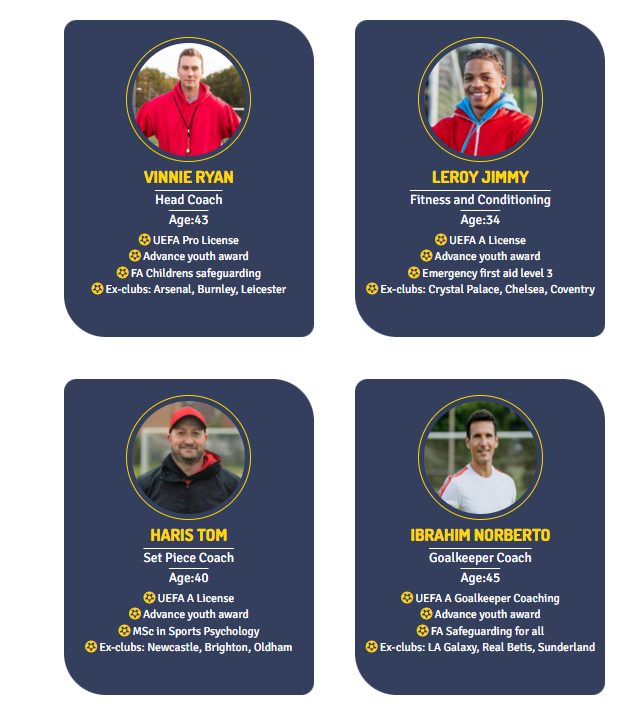 VINNIE RYAN
Head Coach
Age:43
UEFA Pro License
Advance youth award
FA Childrens safeguarding
Ex-clubs: Arsenal, Burnley, Leicester
LEROY JIMMY
Fitness and Conditioning
Age:34
UEFA A License
Advance youth award
Emergency first aid level 3
Ex-clubs: Crystal Palace, Chelsea, Coventry
HARIS TOM
Set Piece Coach
Age:40
UEFA A License
Advance youth award
MSc in Sports Psychology
Ex-clubs: Newcastle, Brighton, Oldham
IBRAHIM NORBERTO
Goalkeeper Coach
Age:45
UEFA A Goalkeeper Coaching
Advance youth award
FA Safeguarding for all
Ex-clubs: LA Galaxy, Real Betis, Sunderland